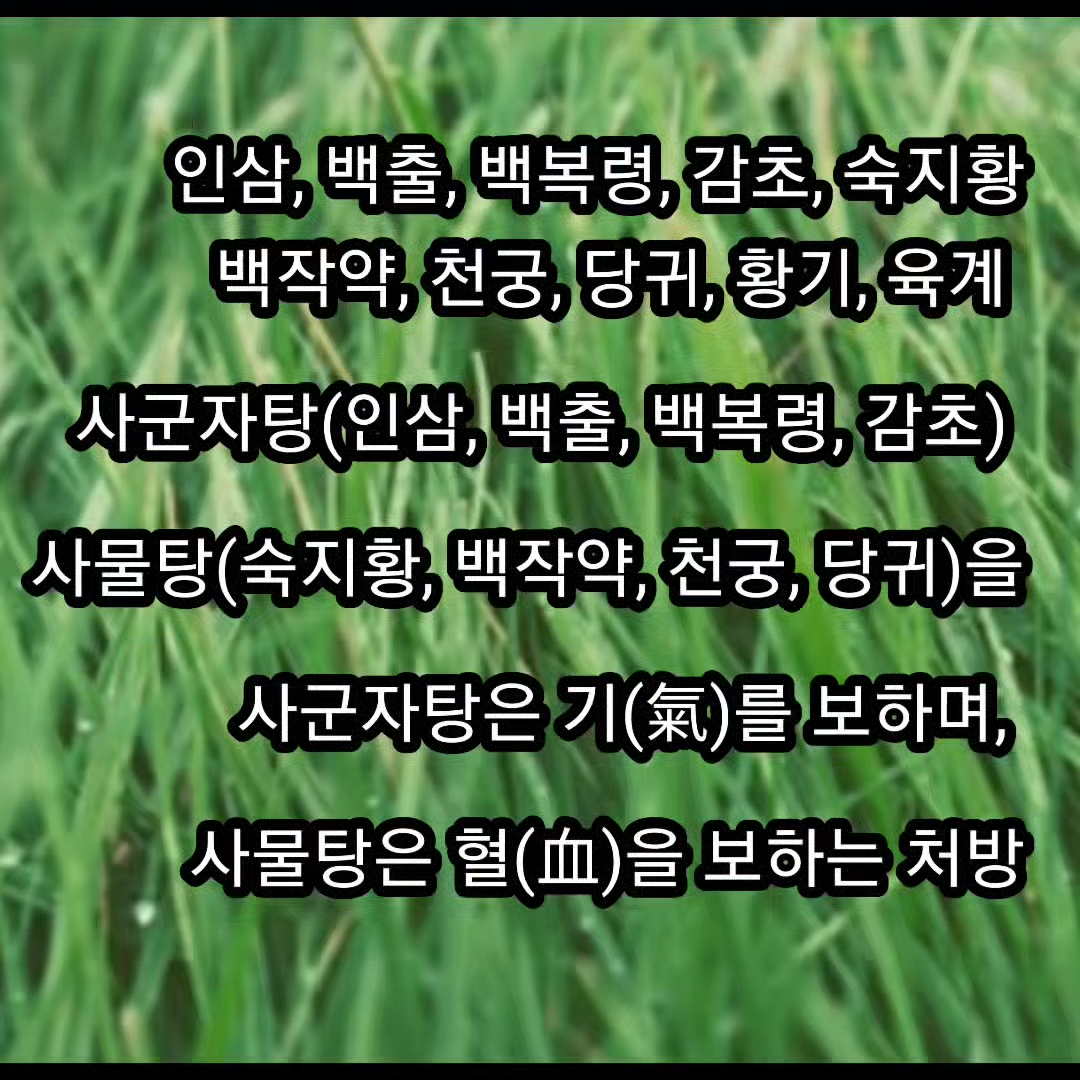 인삼, 백출, 백복령, 감초, 숙지황
백작약, 천궁, 당귀, 황기, 육계
사군자탕(인삼, 백출, 백복령, 감초)
사물탕(숙지황, 백작약, 천궁, 당귀)을
사군자탕은 기(氣)를 보하며,
사물탕은 혈(血)을 보하는 처방